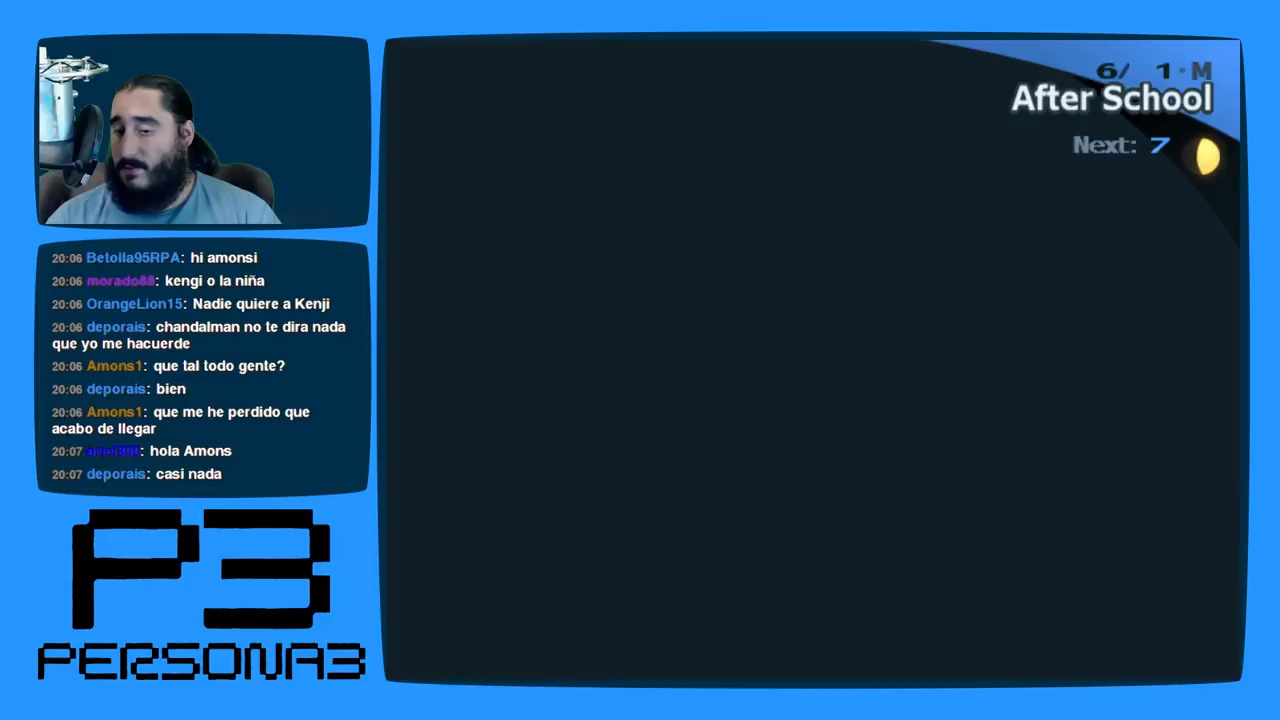 6/ 1·M
After School
Next: 7
20:06 Betolla95RPA: hi amonsi
20:06 morado88: kengi o la niña
20:06 OrangeLion15: Nadie quiere a Kenji
20:06 deporais: chandalman no te dira nada
que yo me hacuerde
20:06 Amons1: que tal todo gente?
20:06 deporais: bien
20:06 Amons1: que me he perdido que
acabo de llegar
20:07 : hola Amons
20:07 deporais: casi nada
P3
PERSONA3